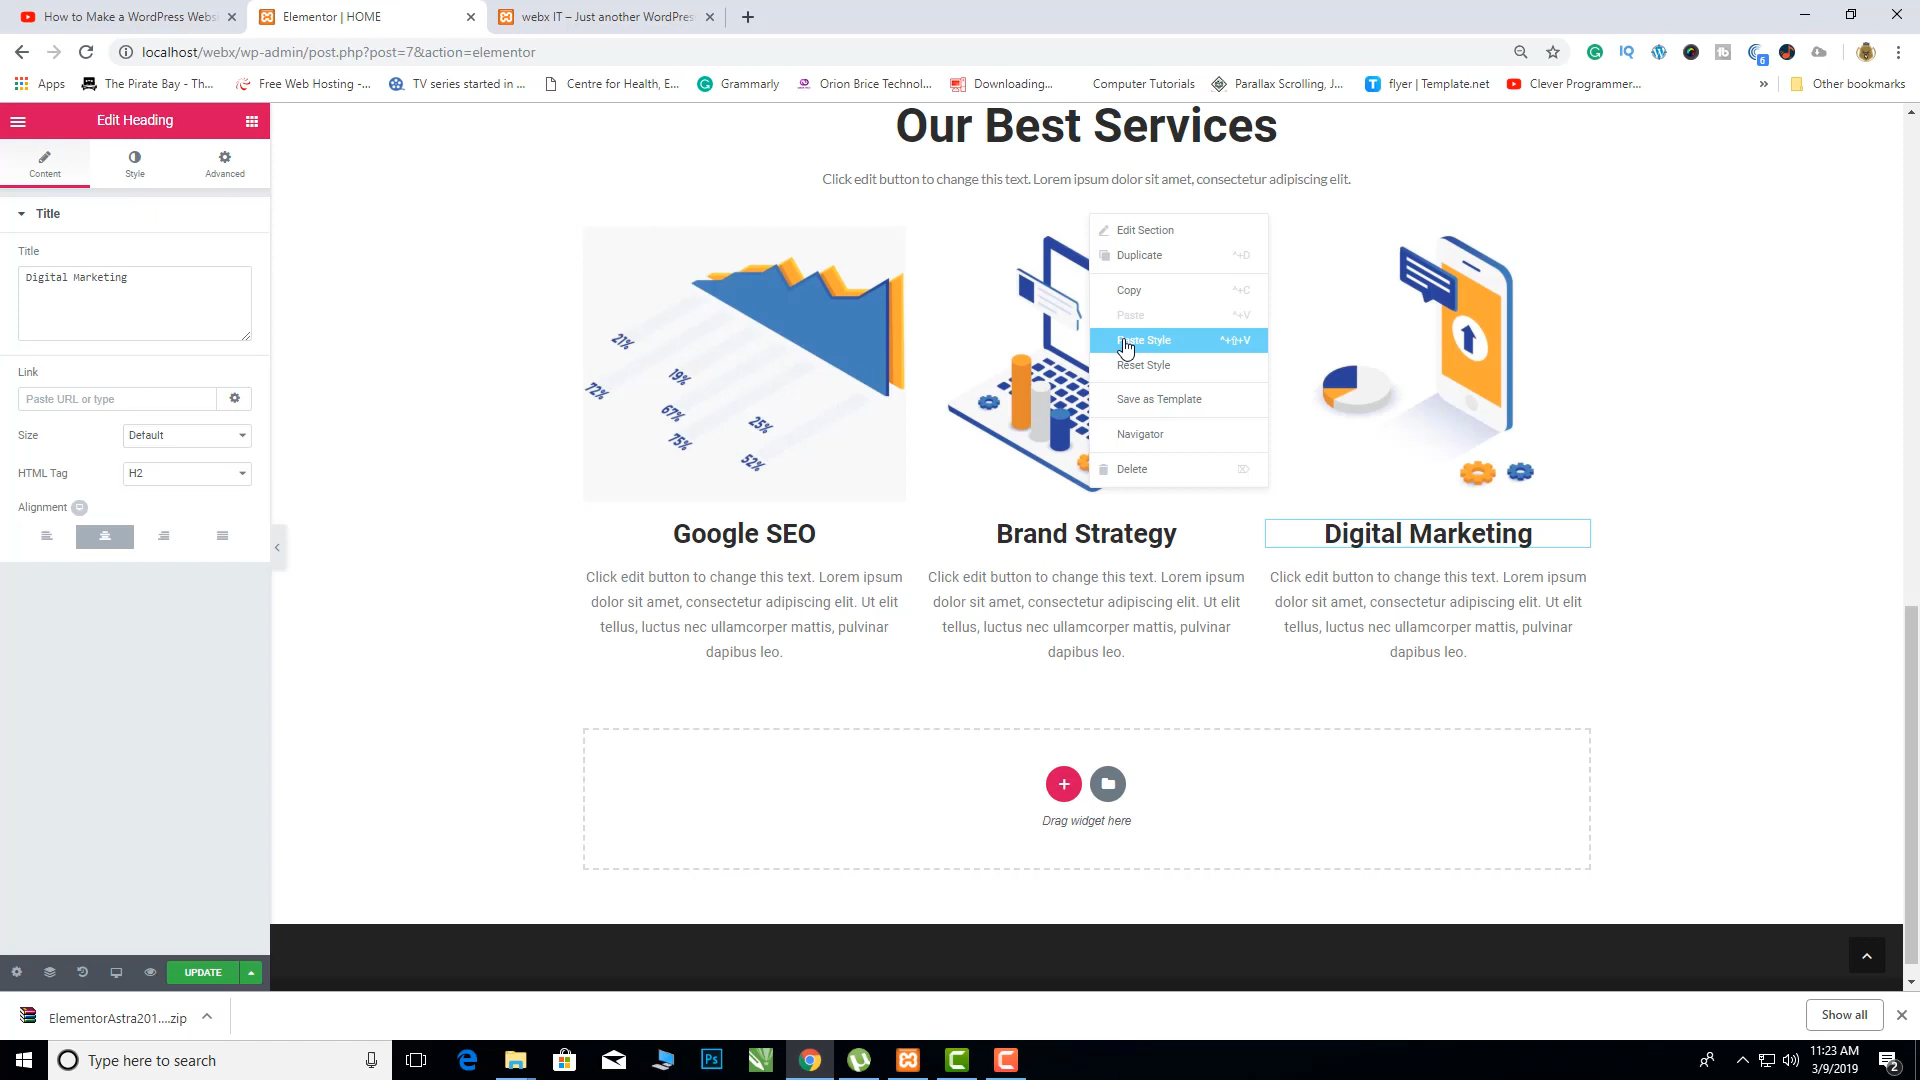 How to Make a WordPress Webs
Elementor | HOME
webx IT – Just another WordPres
localhost/webx/wp-admin/post.php?post=7&action=elementor
Apps
The Pirate Bay - Th...
Free Web Hosting -...
TV series started in ...
Centre for Health, E...
Grammarly
Orion Brice Technol...
Downloading...
Computer Tutorials
Parallax Scrolling, J...
flyer | Template.net
Clever Programmer...
Other bookmarks
Edit Heading
Content
Style
Advanced
Title
Title
Digital Marketing
Link
Paste URL or type
Size
Default
HTML Tag
H2
Alignment
UPDATE
Our Best Services
Click edit button to change this text. Lorem ipsum dolor sit amet, consectetur adipiscing elit.
21%
72%
19%
67%
75%
25%
52%
Edit Section
Duplicate ^+D
Copy ^+C
Paste ^+V
Paste Style ^+⇧+V
Reset Style
Save as Template
Navigator
Delete
Google SEO
Click edit button to change this text. Lorem ipsum
dolor sit amet, consectetur adipiscing elit. Ut elit
tellus, luctus nec ullamcorper mattis, pulvinar
dapibus leo.
Brand Strategy
Click edit button to change this text. Lorem ipsum
dolor sit amet, consectetur adipiscing elit. Ut elit
tellus, luctus nec ullamcorper mattis, pulvinar
dapibus leo.
Digital Marketing
Click edit button to change this text. Lorem ipsum
dolor sit amet, consectetur adipiscing elit. Ut elit
tellus, luctus nec ullamcorper mattis, pulvinar
dapibus leo.
Drag widget here
ElementorAstra201....zip
Show all
Type here to search
Ps
11:23 AM
3/9/2019
2